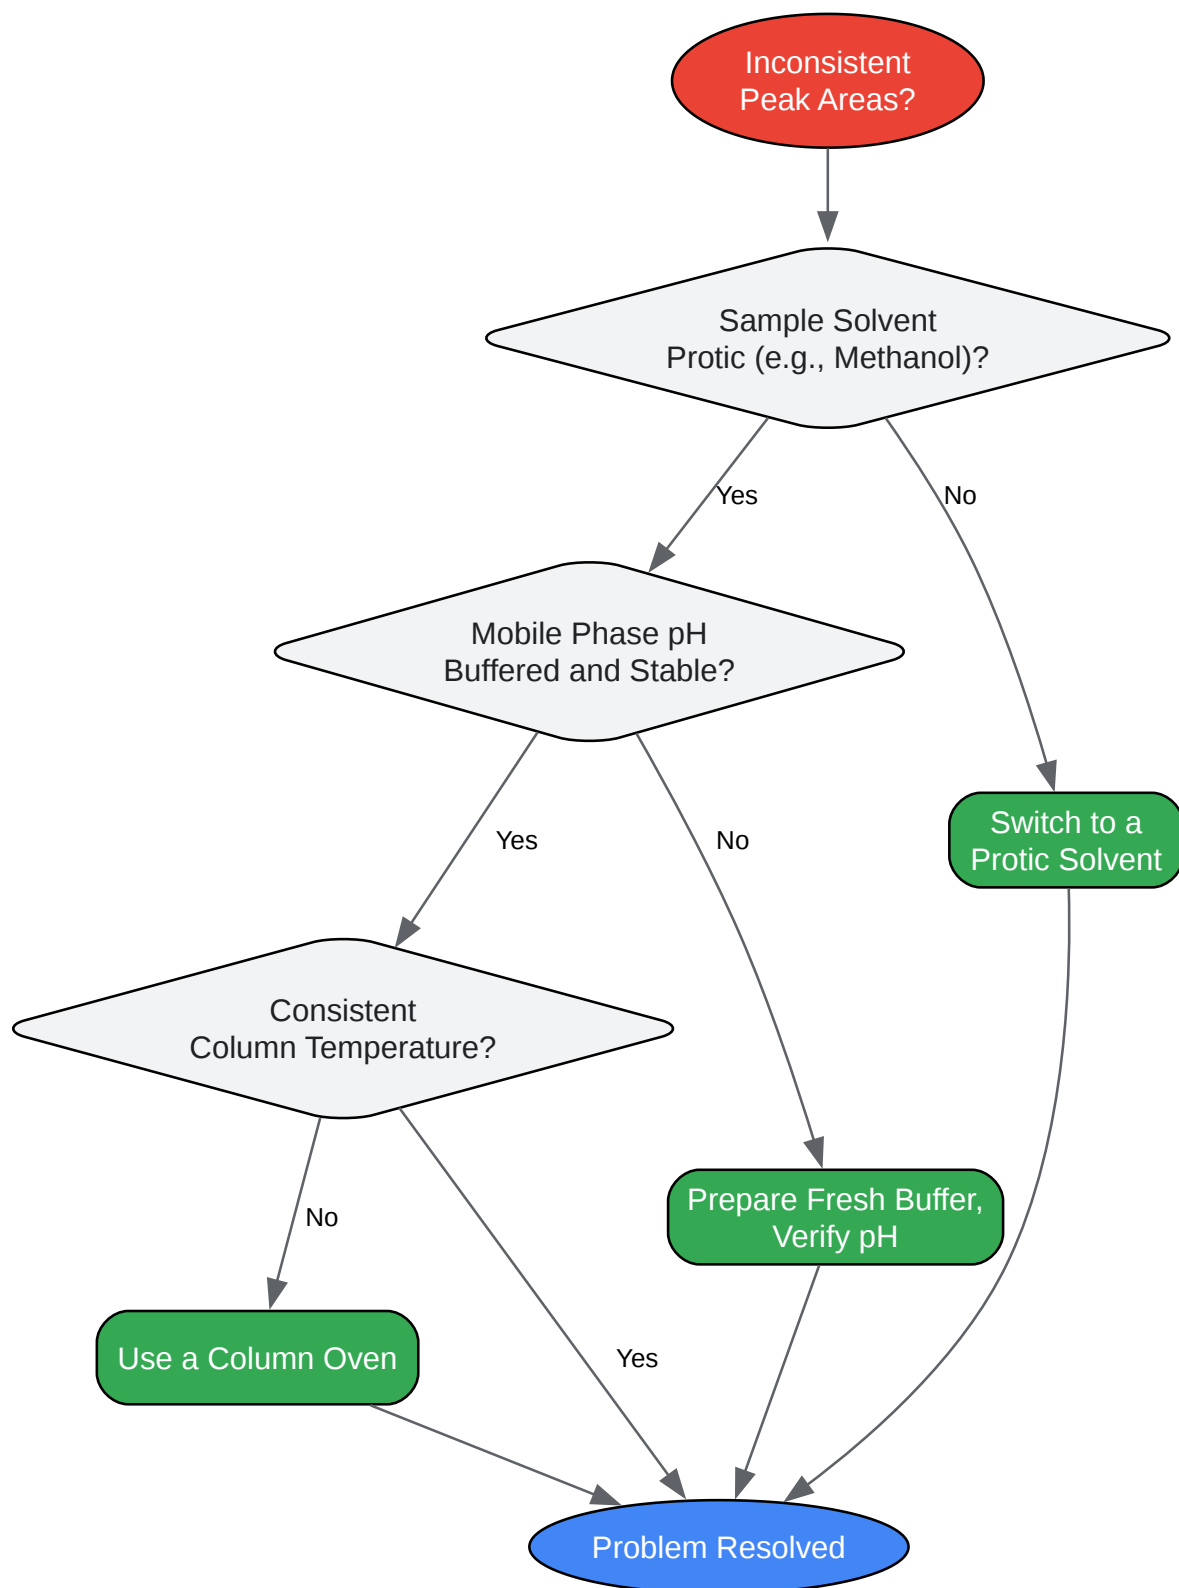 Inconsistent
Peak Areas?
Sample Solvent
Protic (e.g., Methanol)?
Yes
No
Mobile Phase pH
Buffered and Stable?
Yes
No
Switch to a
Protic Solvent
Consistent
Column Temperature?
No
Yes
Prepare Fresh Buffer,
Verify pH
Use a Column Oven
Problem Resolved